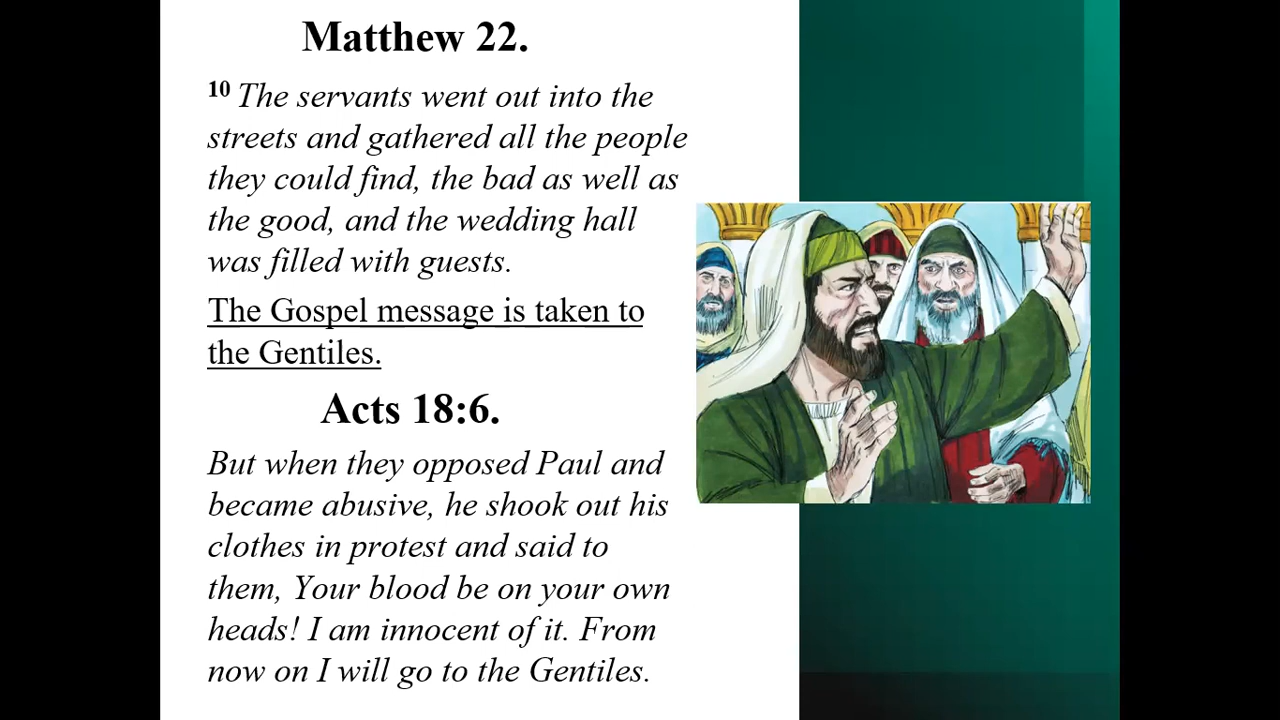 Matthew 22.
10 The servants went out into the
streets and gathered all the people
they could find, the bad as well as
the good, and the wedding hall
was filled with guests.
The Gospel message is taken to
the Gentiles.
Acts 18:6.
But when they opposed Paul and
became abusive, he shook out his
clothes in protest and said to
them, Your blood be on your own
heads! I am innocent of it. From
now on I will go to the Gentiles.